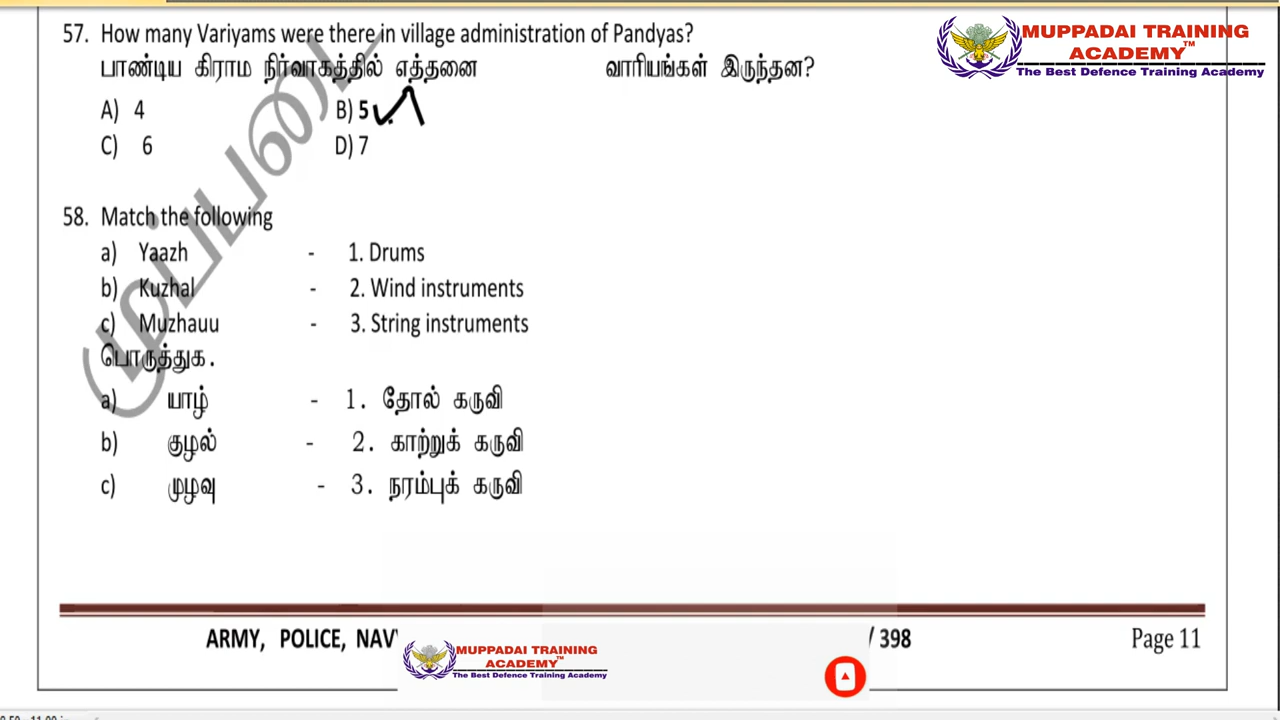 57. How many Variyams were there in village administration of Pandyas?
பாண்டிய கிராம நிர்வாகத்தில் எத்தனை வாரியங்கள் இருந்தன?
A) 4 B) 5
C) 6 D) 7
58. Match the following
a) Yaazh - 1. Drums
b) Kuzhal - 2. Wind instruments
c) Muzhauu - 3. String instruments
பொருத்துக.
a) யாழ் - 1. தோல் கருவி
b) குழல் - 2. காற்றுக் கருவி
c) முழவு - 3. நரம்புக் கருவி
MUPPADAI TRAINING
ACADEMY™
The Best Defence Training Academy
முப்படை
ARMY, POLICE, NAVY / 398 Page 11
MUPPADAI TRAINING
ACADEMY™
The Best Defence Training Academy